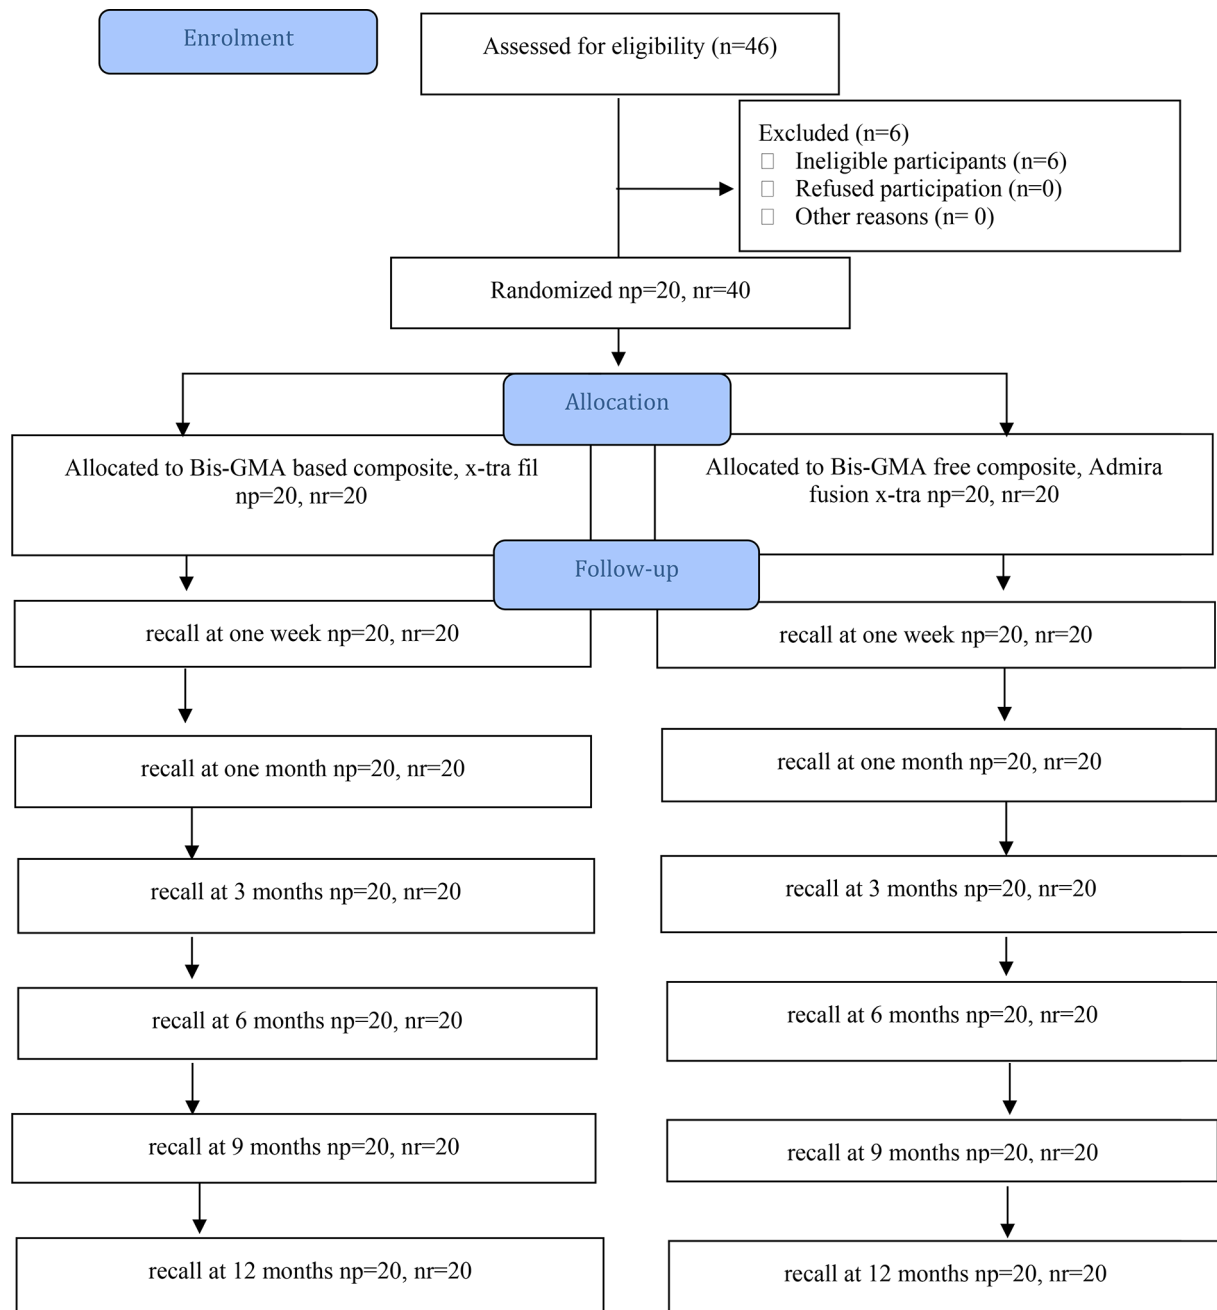 Enrolment
Assessed for eligibility (n=46)
Excluded (n=6)
Ineligible participants (n=6)
Refused participation (n=0)
Other reasons (n= 0)
Randomized np=20, nr=40
Allocation
Allocated to Bis-GMA based composite, x-tra fil
np=20, nr=20
Allocated to Bis-GMA free composite, Admira
fusion x-tra np=20, nr=20
Follow-up
recall at one week np=20, nr=20
recall at one week np=20, nr=20
recall at one month np=20, nr=20
recall at one month np=20, nr=20
recall at 3 months np=20, nr=20
recall at 3 months np=20, nr=20
recall at 6 months np=20, nr=20
recall at 6 months np=20, nr=20
recall at 9 months np=20, nr=20
recall at 9 months np=20, nr=20
recall at 12 months np=20, nr=20
recall at 12 months np=20, nr=20